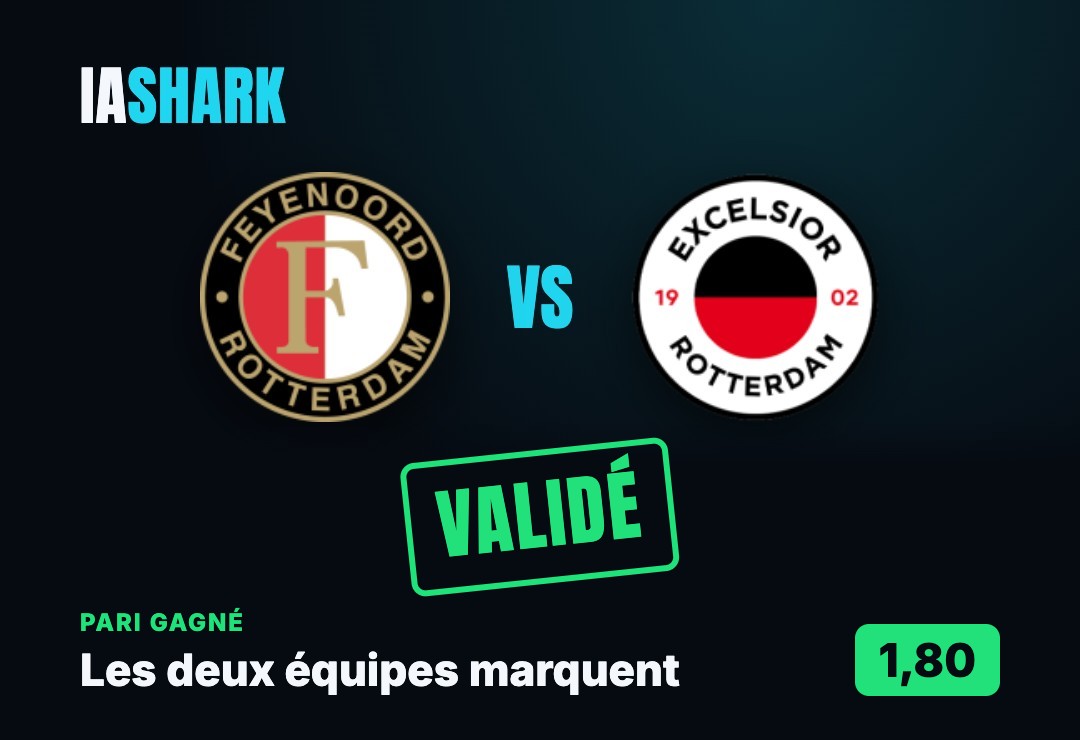 IASHARK
FEYENOORD
ROTTERDAM
F
VS
EXCELSIOR
19 02
ROTTERDAM
VALIDÉ
PARI GAGNÉ
Les deux équipes marquent
1,80